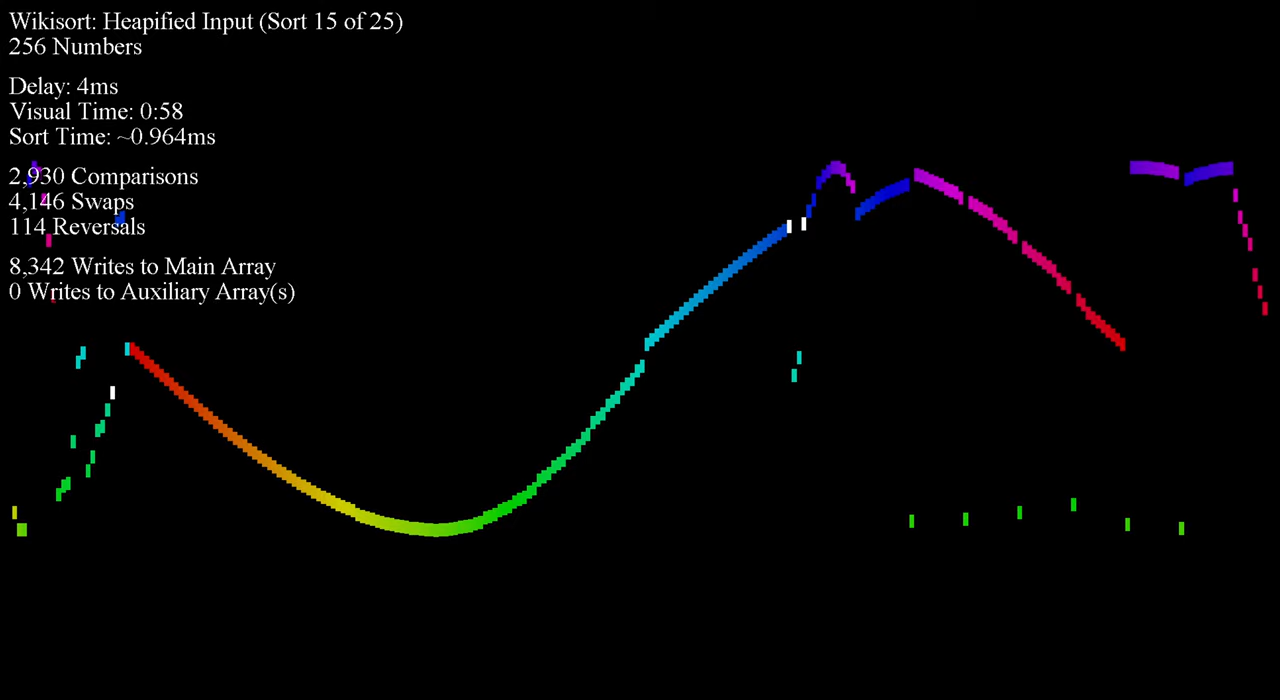 Wikisort: Heapified Input (Sort 15 of 25)
256 Numbers
Delay: 4ms
Visual Time: 0:58
Sort Time: ~0.964ms
2,930 Comparisons
4,146 Swaps
114 Reversals
8,342 Writes to Main Array
0 Writes to Auxiliary Array(s)